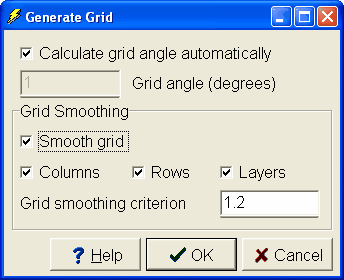 Generate Grid
Calculate grid angle automatically
1 Grid angle (degrees)
Grid Smoothing
Smooth grid
Columns Rows Layers
Grid smoothing criterion 1.2
? Help OK Cancel